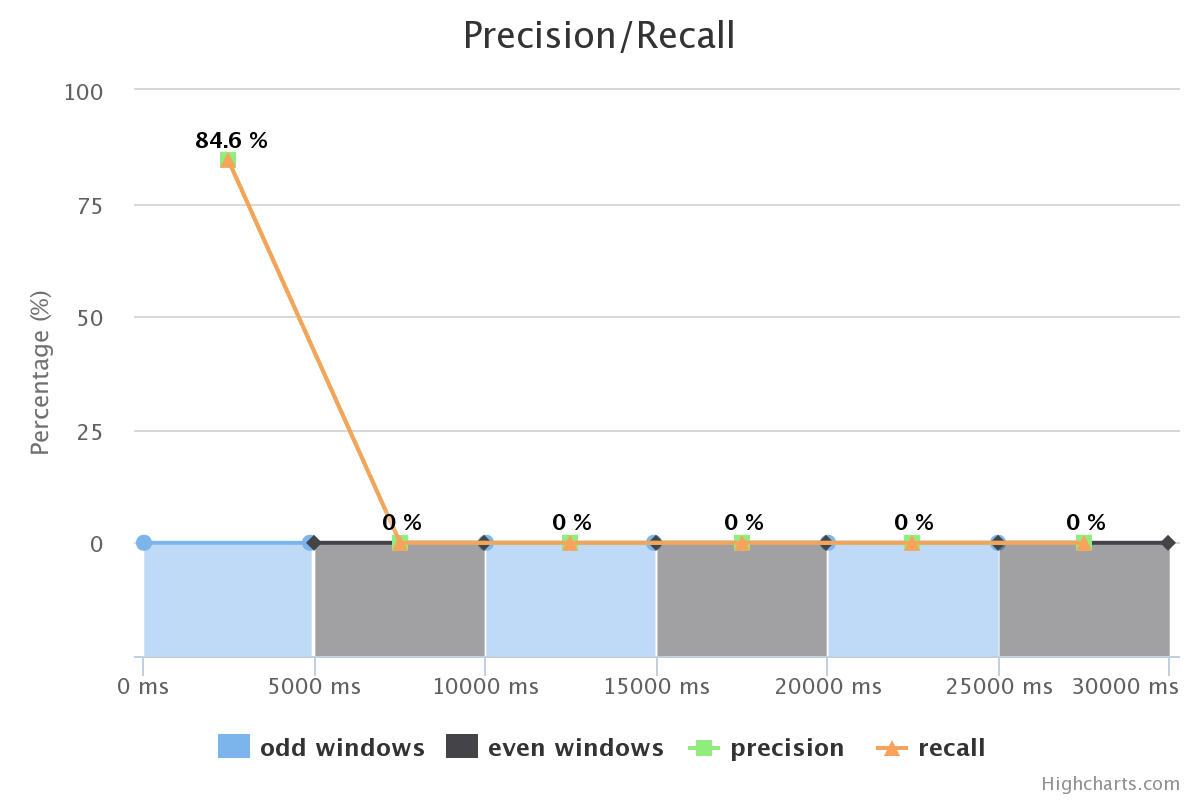 Precision/Recall
100
75
50
25
0
Percentage (%)
84.6 %
0 %
0 %
0 %
0 %
0 %
0 ms
5000 ms
10000 ms
15000 ms
20000 ms
25000 ms
30000 ms
odd windows
even windows
precision
recall
Highcharts.com